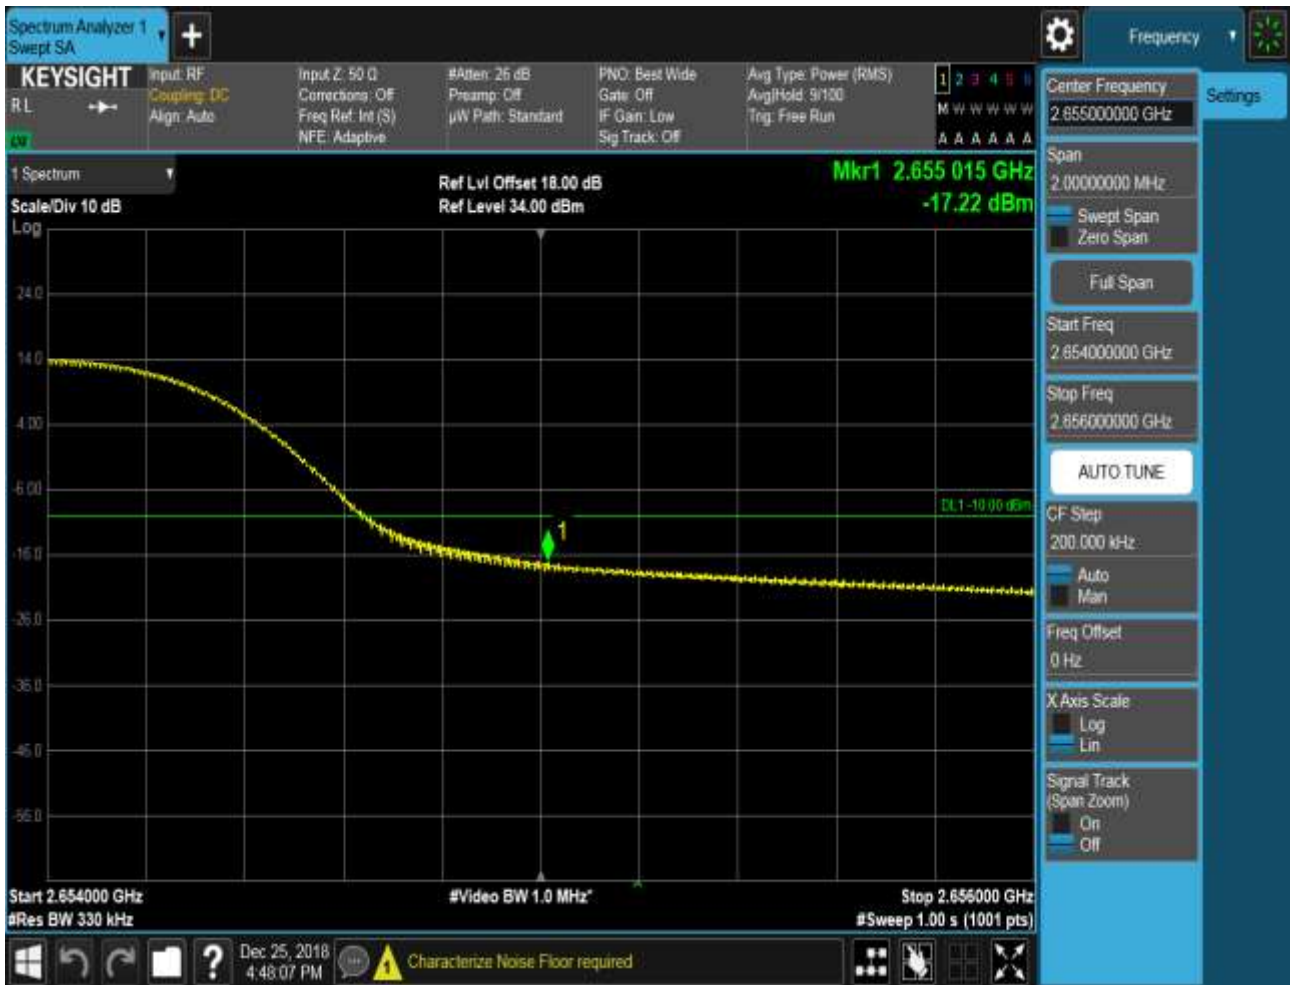 Spectrum Analyzer 1
Swept SA
+
Frequency
KEYSIGHT
Input: RF
Coupling: DC
Align: Auto
Input Z: 50 Ω
Corrections: Off
Freq Ref: Int (S)
NFE: Adaptive
#Atten: 26 dB
Preamp: Off
µW Path: Standard
PNO: Best Wide
Gate: Off
IF Gain: Low
Sig Track: Off
Avg Type: Power (RMS)
Avg|Hold: 9/100
Trig: Free Run
1 2 3 4 5 6
M W W W W W
A A A A A A
R L
1 Spectrum
Scale/Div 10 dB
Log
Ref Lvl Offset 18.00 dB
Ref Level 34.00 dBm
Mkr1 2.655 015 GHz
-17.22 dBm
24.0
14.0
4.00
-6.00
-16.0
-26.0
-36.0
-46.0
-56.0
DL1 -10.00 dBm
1
Start 2.654000 GHz
#Res BW 330 kHz
#Video BW 1.0 MHz*
Stop 2.656000 GHz
#Sweep 1.00 s (1001 pts)
Center Frequency
2.655000000 GHz
Settings
Span
2.00000000 MHz
Swept Span
Zero Span
Full Span
Start Freq
2.654000000 GHz
Stop Freq
2.656000000 GHz
AUTO TUNE
CF Step
200.000 kHz
Auto
Man
Freq Offset
0 Hz
X Axis Scale
Log
Lin
Signal Track
(Span Zoom)
On
Off
?
Dec 25, 2018
4:48:07 PM
1
Characterize Noise Floor required